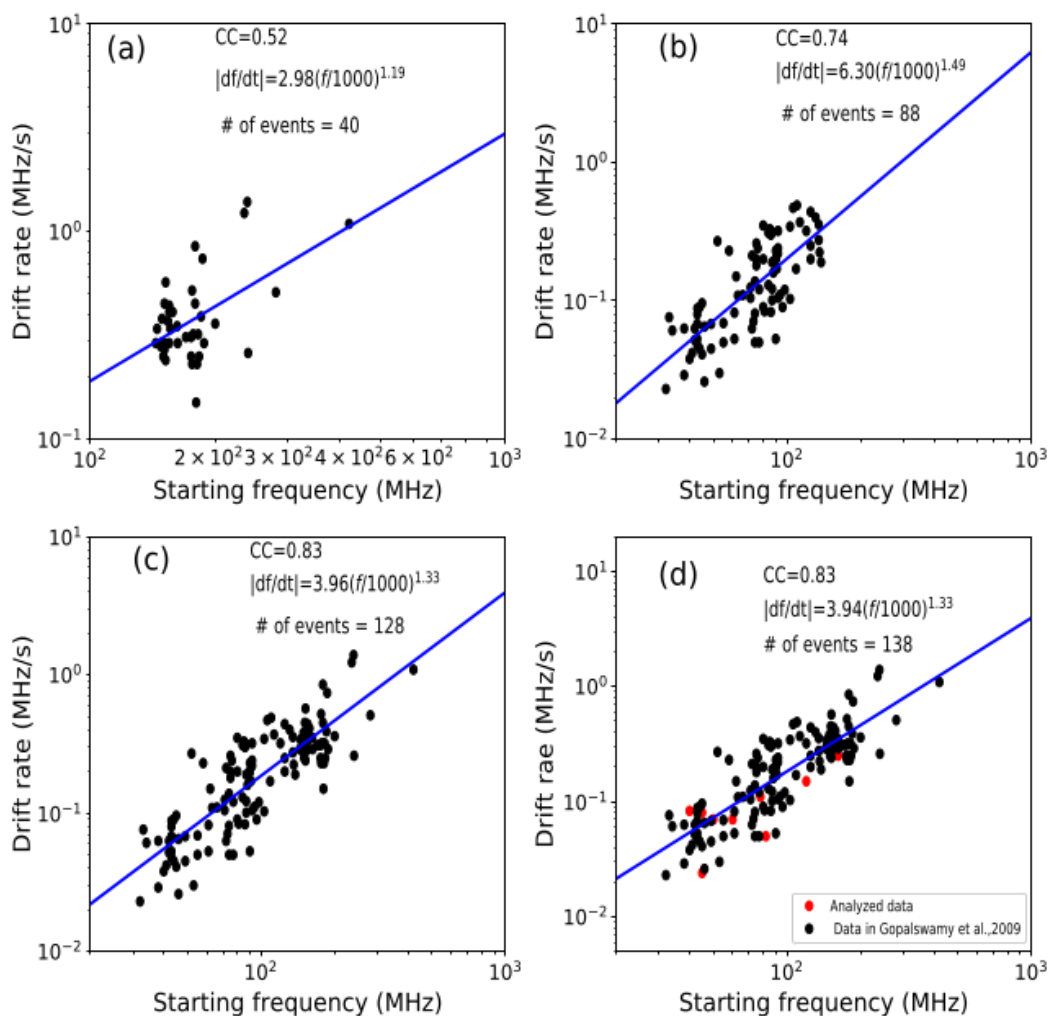 (a)
CC=0.52
|df/dt|=2.98(f/1000)^1.19
# of events = 40
Drift rate (MHz/s)
10^1
10^0
10^-1
10^2
2 × 10^2
3 × 10^2
4 × 10^2
6 × 10^2
10^3
Starting frequency (MHz)
(b)
CC=0.74
|df/dt|=6.30(f/1000)^1.49
# of events = 88
Drift rate (MHz/s)
10^1
10^0
10^-1
10^-2
10^2
10^3
Starting frequency (MHz)
(c)
CC=0.83
|df/dt|=3.96(f/1000)^1.33
# of events = 128
Drift rate (MHz/s)
10^1
10^0
10^-1
10^-2
10^2
10^3
Starting frequency (MHz)
(d)
CC=0.83
|df/dt|=3.94(f/1000)^1.33
# of events = 138
Drift rae (MHz/s)
10^1
10^0
10^-1
10^-2
Analyzed data
Data in Gopalswamy et al.,2009
10^2
10^3
Starting frequency (MHz)